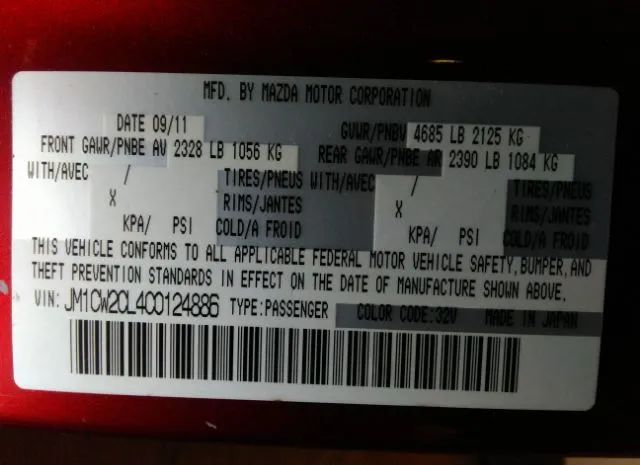 MFD. BY MAZDA MOTOR CORPORATION
DATE 09/11 GVWR/PNBV 4685 LB 2125 KG
FRONT GAWR/PNBE AV 2328 LB 1056 KG REAR GAWR/PNBE AR 2390 LB 1084 KG
WITH/AVEC / TIRES/PNEUS WITH/AVEC / TIRES/PNEUS
X RIMS/JANTES X RIMS/JANTES
KPA/ PSI COLD/A FROID KPA/ PSI COLD/A FROID
THIS VEHICLE CONFORMS TO ALL APPLICABLE FEDERAL MOTOR VEHICLE SAFETY,BUMPER,AND
THEFT PREVENTION STANDARDS IN EFFECT ON THE DATE OF MANUFACTURE SHOWN ABOVE.
VIN: JM1CW2CL4C0124886 TYPE:PASSENGER COLOR CODE:32V MADE IN JAPAN